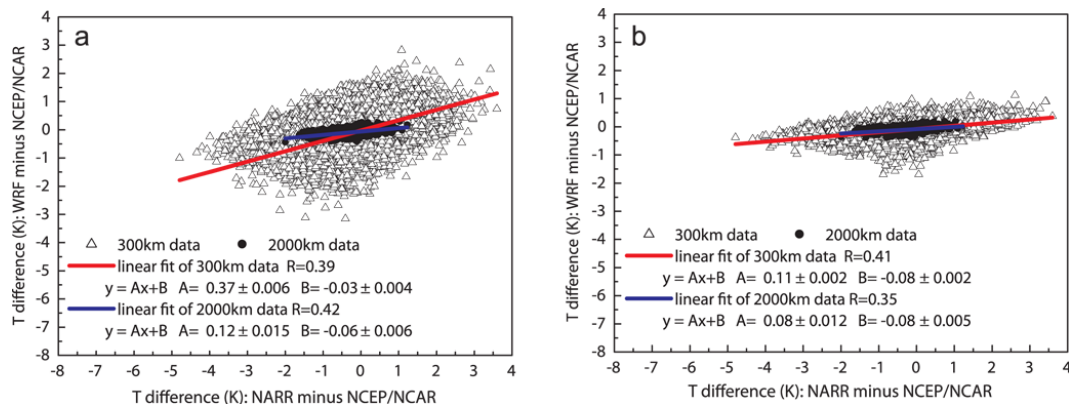 a
T difference (K): WRF minus NCEP/NCAR
4
3
2
1
0
-1
-2
-3
-4
-5
-6
-7
-8
300km data 2000km data
linear fit of 300km data R=0.39
y = Ax+B A= 0.37 ± 0.006 B= -0.03 ± 0.004
linear fit of 2000km data R=0.42
y = Ax+B A= 0.12 ± 0.015 B= -0.06 ± 0.006
-8 -7 -6 -5 -4 -3 -2 -1 0 1 2 3 4
T difference (K): NARR minus NCEP/NCAR
b
T difference (K): WRF minus NCEP/NCAR
4
3
2
1
0
-1
-2
-3
-4
-5
-6
-7
-8
300km data 2000km data
linear fit of 300km data R=0.41
y = Ax+B A= 0.11 ± 0.002 B= -0.08 ± 0.002
linear fit of 2000km data R=0.35
y = Ax+B A= 0.08 ± 0.012 B= -0.08 ± 0.005
-8 -7 -6 -5 -4 -3 -2 -1 0 1 2 3 4
T difference (K): NARR minus NCEP/NCAR